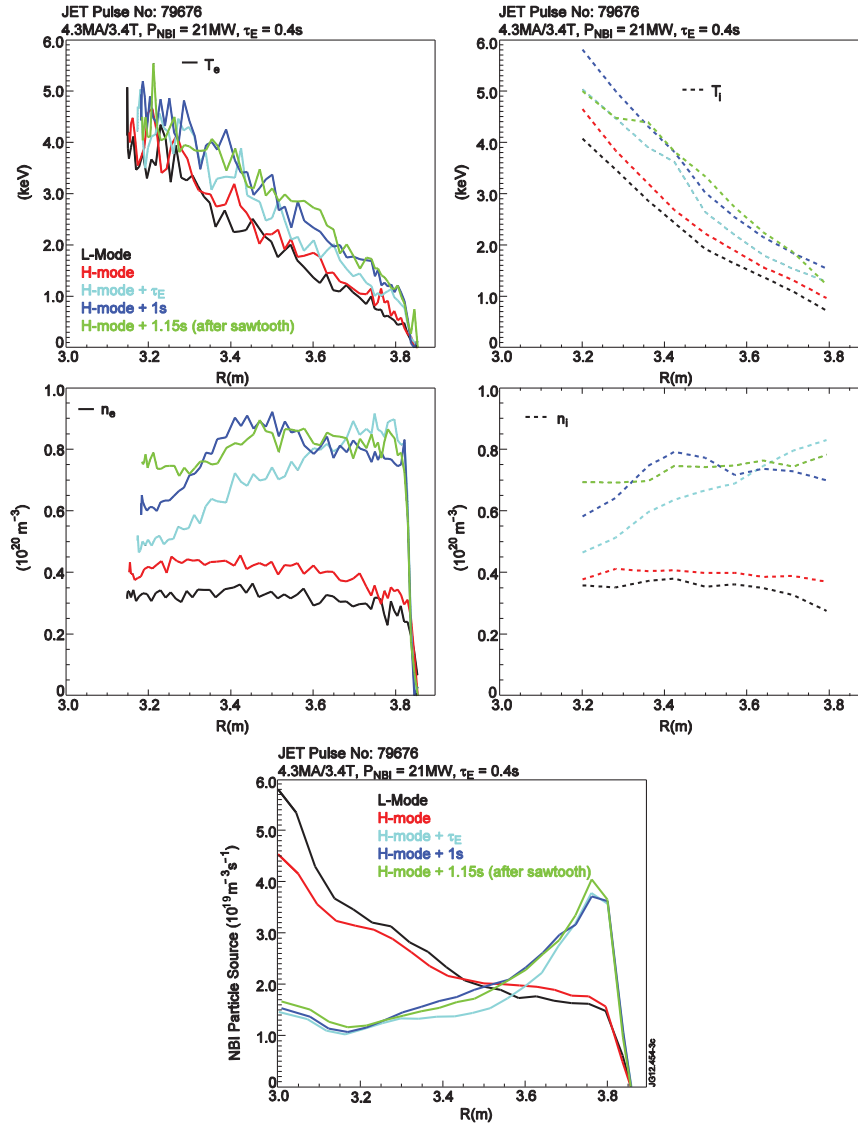 JET Pulse No: 79676
4.3MA/3.4T, P_NBI = 21MW, τ_E = 0.4s
6.0
5.0
4.0
3.0
2.0
1.0
0
(keV)
T_e
L-Mode
H-mode
H-mode + τ_E
H-mode + 1s
H-mode + 1.15s (after sawtooth)
3.0 3.2 3.4 3.6 3.8
R(m)
JET Pulse No: 79676
4.3MA/3.4T, P_NBI = 21MW, τ_E = 0.4s
6.0
5.0
4.0
3.0
2.0
1.0
0
(keV)
T_i
3.0 3.2 3.4 3.6 3.8
R(m)
1.0
0.8
0.6
0.4
0.2
0
(10^20 m^-3)
n_e
3.0 3.2 3.4 3.6 3.8
R(m)
1.0
0.8
0.6
0.4
0.2
0
(10^20 m^-3)
n_i
3.0 3.2 3.4 3.6 3.8
R(m)
JET Pulse No: 79676
4.3MA/3.4T, P_NBI = 21MW, τ_E = 0.4s
6.0
5.0
4.0
3.0
2.0
1.0
0
NBI Particle Source (10^19 m^-3 s^-1)
L-Mode
H-mode
H-mode + τ_E
H-mode + 1s
H-mode + 1.15s (after sawtooth)
3.0 3.2 3.4 3.6 3.8
R(m)
JG12.454-3c